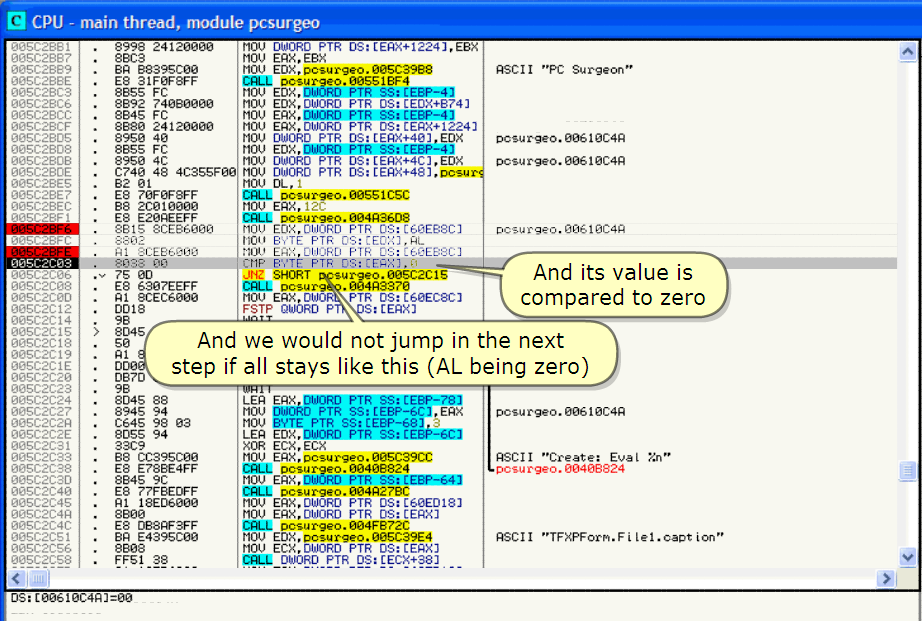 C CPU - main thread, module pcsurgeo
005C2BB1 . 8998 24120000 MOV DWORD PTR DS:[EAX+1224],EBX
005C2BB7 . 8BC3 MOV EAX,EBX
005C2BB9 . BA B8395C00 MOV EDX,pcsurgeo.005C39B8 ASCII "PC Surgeon"
005C2BBE . E8 31F0F8FF CALL pcsurgeo.00551BF4
005C2BC3 . 8B55 FC MOV EDX,DWORD PTR SS:[EBP-4]
005C2BC6 . 8B92 740B0000 MOV EDX,DWORD PTR DS:[EDX+B74]
005C2BCC . 8B45 FC MOV EAX,DWORD PTR SS:[EBP-4]
005C2BCF . 8B80 24120000 MOV EAX,DWORD PTR DS:[EAX+1224]
005C2BD5 . 8950 40 MOV DWORD PTR DS:[EAX+40],EDX pcsurgeo.00610C4A
005C2BD8 . 8B55 FC MOV EDX,DWORD PTR SS:[EBP-4]
005C2BDB . 8950 4C MOV DWORD PTR DS:[EAX+4C],EDX pcsurgeo.00610C4A
005C2BDE . C740 48 4C355F00 MOV DWORD PTR DS:[EAX+48],pcsurg
005C2BE5 . B2 01 MOV DL,1
005C2BE7 . E8 70F0F8FF CALL pcsurgeo.00551C5C
005C2BEC . B8 2C010000 MOV EAX,12C
005C2BF1 . E8 E20AEEFF CALL pcsurgeo.004A36D8
005C2BF6 . 8B15 8CEB6000 MOV EDX,DWORD PTR DS:[60EB8C] pcsurgeo.00610C4A
005C2BFC . 8802 MOV BYTE PTR DS:[EDX],AL
005C2BFE . A1 8CEB6000 MOV EAX,DWORD PTR DS:[60EB8C]
005C2C03 . 8038 00 CMP BYTE PTR DS:[EAX],0
005C2C06 .v 75 0D JNZ SHORT pcsurgeo.005C2C15
005C2C08 . E8 6307EEFF CALL pcsurgeo.004A3370
005C2C0D . A1 8CEC6000 MOV EAX,DWORD PTR DS:[60EC8C]
005C2C12 . DD18 FSTP QWORD PTR DS:[EAX]
005C2C14 . 9B WAIT
005C2C15 > 8D45
005C2C18 . 50
005C2C19 . A1 8
005C2C1E . DD00
005C2C20 . DB7D
005C2C23 . 9B WAIT
005C2C24 . 8D45 88 LEA EAX,DWORD PTR SS:[EBP-78]
005C2C27 . 8945 94 MOV DWORD PTR SS:[EBP-6C],EAX pcsurgeo.00610C4A
005C2C2A . C645 98 03 MOV BYTE PTR SS:[EBP-68],3
005C2C2E . 8D55 94 LEA EDX,DWORD PTR SS:[EBP-6C]
005C2C31 . 33C9 XOR ECX,ECX
005C2C33 . B8 CC395C00 MOV EAX,pcsurgeo.005C39CC ASCII "Create: Eval %n"
005C2C38 . E8 E78BE4FF CALL pcsurgeo.0040B824 pcsurgeo.0040B824
005C2C3D . 8B45 9C MOV EAX,DWORD PTR SS:[EBP-64]
005C2C40 . E8 77FBEDFF CALL pcsurgeo.004A27BC
005C2C45 . A1 18ED6000 MOV EAX,DWORD PTR DS:[60ED18]
005C2C4A . 8B00 MOV EAX,DWORD PTR DS:[EAX]
005C2C4C . E8 DB8AF3FF CALL pcsurgeo.004FB72C
005C2C51 . BA E4395C00 MOV EDX,pcsurgeo.005C39E4 ASCII "TFXPForm.File1.caption"
005C2C56 . 8B08 MOV ECX,DWORD PTR DS:[EAX]
005C2C58 . FF51 38 CALL DWORD PTR DS:[ECX+38]
And its value is
compared to zero
And we would not jump in the next
step if all stays like this (AL being zero)
DS:[00610C4A]=00